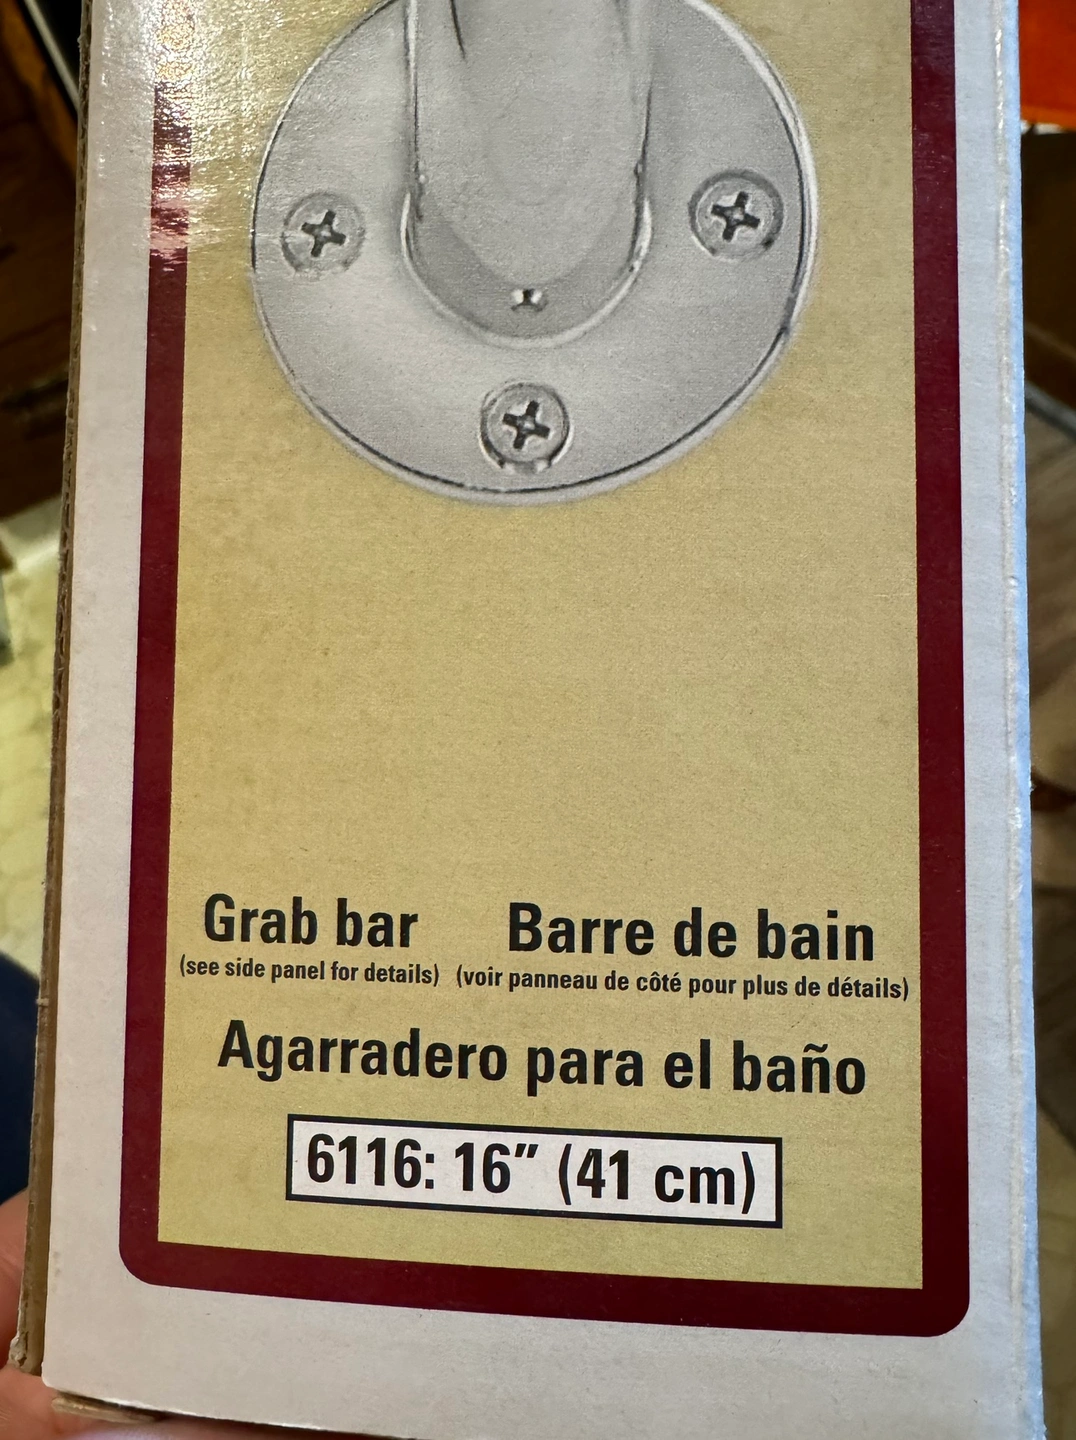 Grab bar
(see side panel for details)
Barre de bain
(voir panneau de côté pour plus de détails)
Agarradero para el baño
6116: 16″ (41 cm)